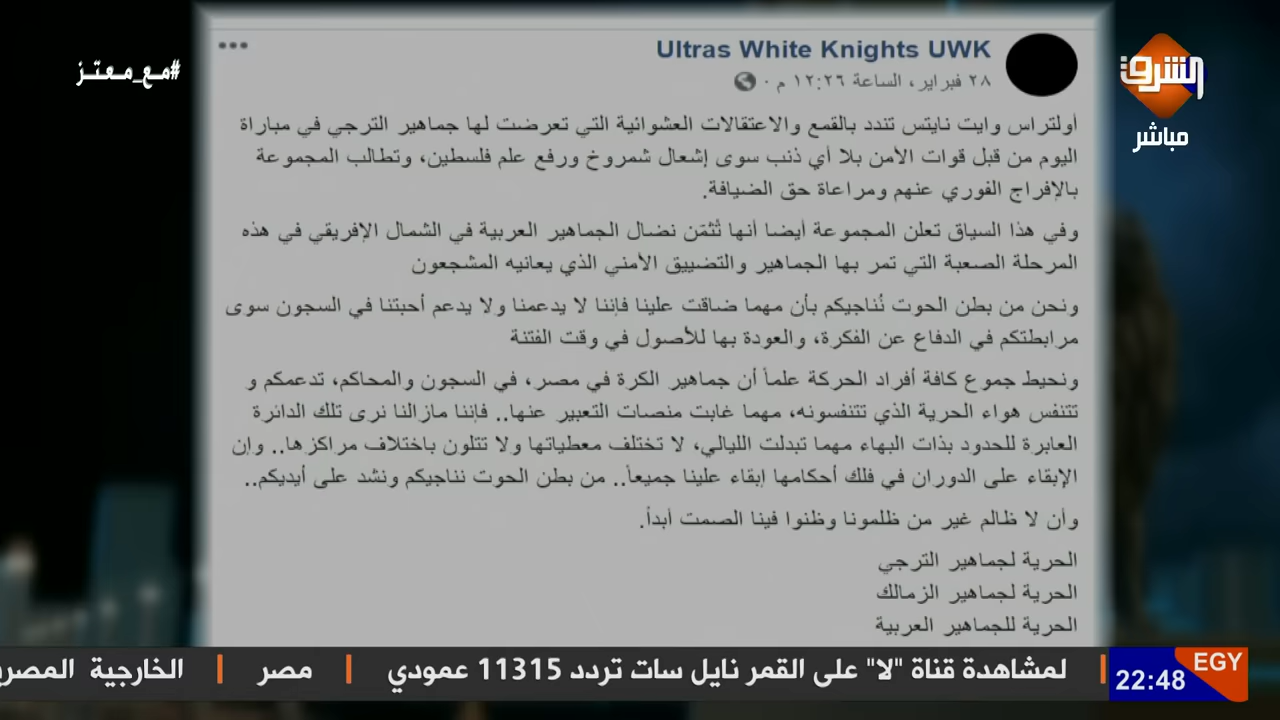 #مـع_مـعتـز
الشرق
مباشر
Ultras White Knights UWK
٢٨ فبراير، الساعة ١٢:٢٦ م ·
أولتراس وايت نايتس تندد بالقمع والاعتقالات العشوائية التي تعرضت لها جماهير الترجي في مباراة
اليوم من قبل قوات الأمن بلا أي ذنب سوى إشعال شمروخ ورفع علم فلسطين، وتطالب المجموعة
بالإفراج الفوري عنهم ومراعاة حق الضيافة.
وفي هذا السياق تعلن المجموعة أيضا أنها تُثمّن نضال الجماهير العربية في الشمال الإفريقي في هذه
المرحلة الصعبة التي تمر بها الجماهير والتضييق الأمني الذي يعانيه المشجعون
ونحن من بطن الحوت نُناجيكم بأن مهما ضاقت علينا فإننا لا يدعمنا ولا يدعم أحبتنا في السجون سوى
مرابطتكم في الدفاع عن الفكرة، والعودة بها للأصول في وقت الفتنة
ونحيط جموع كافة أفراد الحركة علماً أن جماهير الكرة في مصر، في السجون والمحاكم، تدعمكم و
تتنفس هواء الحرية الذي تتنفسونه، مهما غابت منصات التعبير عنها.. فإننا مازالنا نرى تلك الدائرة
العابرة للحدود بذات البهاء مهما تبدلت الليالي، لا تختلف معطياتها ولا تتلون باختلاف مراكزها.. وإن
الإبقاء على الدوران في فلك أحكامها إبقاء علينا جميعاً.. من بطن الحوت نناجيكم ونشد على أيديكم..
وأن لا ظالم غير من ظلمونا وظنوا فينا الصمت أبداً.
الحرية لجماهير الترجي
الحرية لجماهير الزمالك
الحرية للجماهير العربية
لمشاهدة قناة "لا" على القمر نايل سات تردد 11315 عمودي | مصر | الخارجية المصر
EGY
22:48